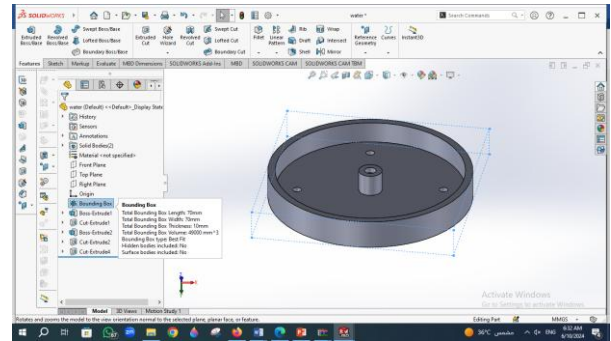 SOLIDWORKS
water *
Search Commands
Extruded Boss/Base
Revolved Boss/Base
Swept Boss/Base
Lofted Boss/Base
Boundary Boss/Base
Extruded Cut
Hole Wizard
Revolved Cut
Swept Cut
Lofted Cut
Boundary Cut
Fillet
Linear Pattern
Rib
Draft
Shell
Wrap
Intersect
Mirror
Reference Geometry
Curves
Instant3D
Features Sketch Markup Evaluate MBD Dimensions SOLIDWORKS Add-Ins MBD SOLIDWORKS CAM SOLIDWORKS CAM TBM
water (Default) <<Default>_Display State
History
Sensors
Annotations
Solid Bodies(2)
Material <not specified>
Front Plane
Top Plane
Right Plane
Origin
Bounding Box
Boss-Extrude1
Cut-Extrude1
Boss-Extrude2
Cut-Extrude2
Cut-Extrude4
Bounding Box
Total Bounding Box Length: 70mm
Total Bounding Box Width: 70mm
Total Bounding Box Thickness: 10mm
Total Bounding Box Volume: 49000 mm^3
Bounding Box type: Best Fit
Hidden bodies included: No
Surface bodies included: No
Activate Windows
Go to Settings to activate Windows.
Model 3D Views Motion Study 1
Rotates and zooms the model to the view orientation normal to the selected plane, planar face, or feature.
Editing Part
MMGS
36°C مشمس
ENG
9:32 AM
6/10/2024